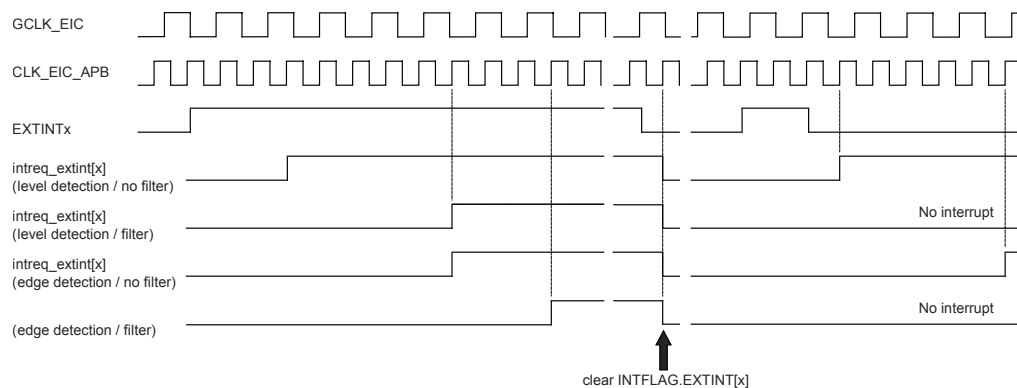 GCLK_EIC
CLK_EIC_APB
EXTINTx
intreq_extint[x]
(level detection / no filter)
intreq_extint[x]
(level detection / filter)
No interrupt
intreq_extint[x]
(edge detection / no filter)
(edge detection / filter)
No interrupt
clear INTFLAG.EXTINT[x]